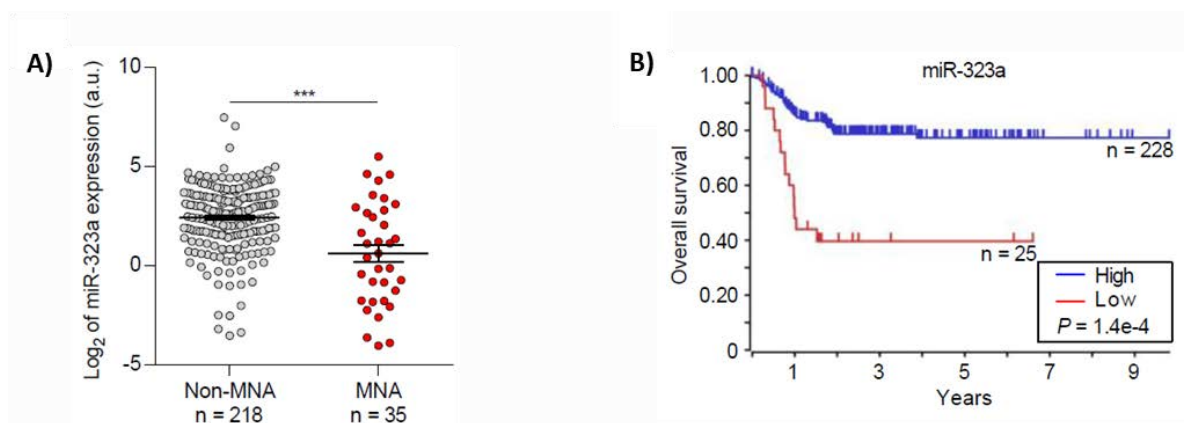 A)
Log2 of miR-323a expression (a.u.)
10
5
0
-5
***
Non-MNA
n = 218
MNA
n = 35
B)
miR-323a
Overall survival
1.00
0.80
0.60
0.40
0.20
0
n = 228
n = 25
High
Low
P = 1.4e-4
1 3 5 7 9
Years